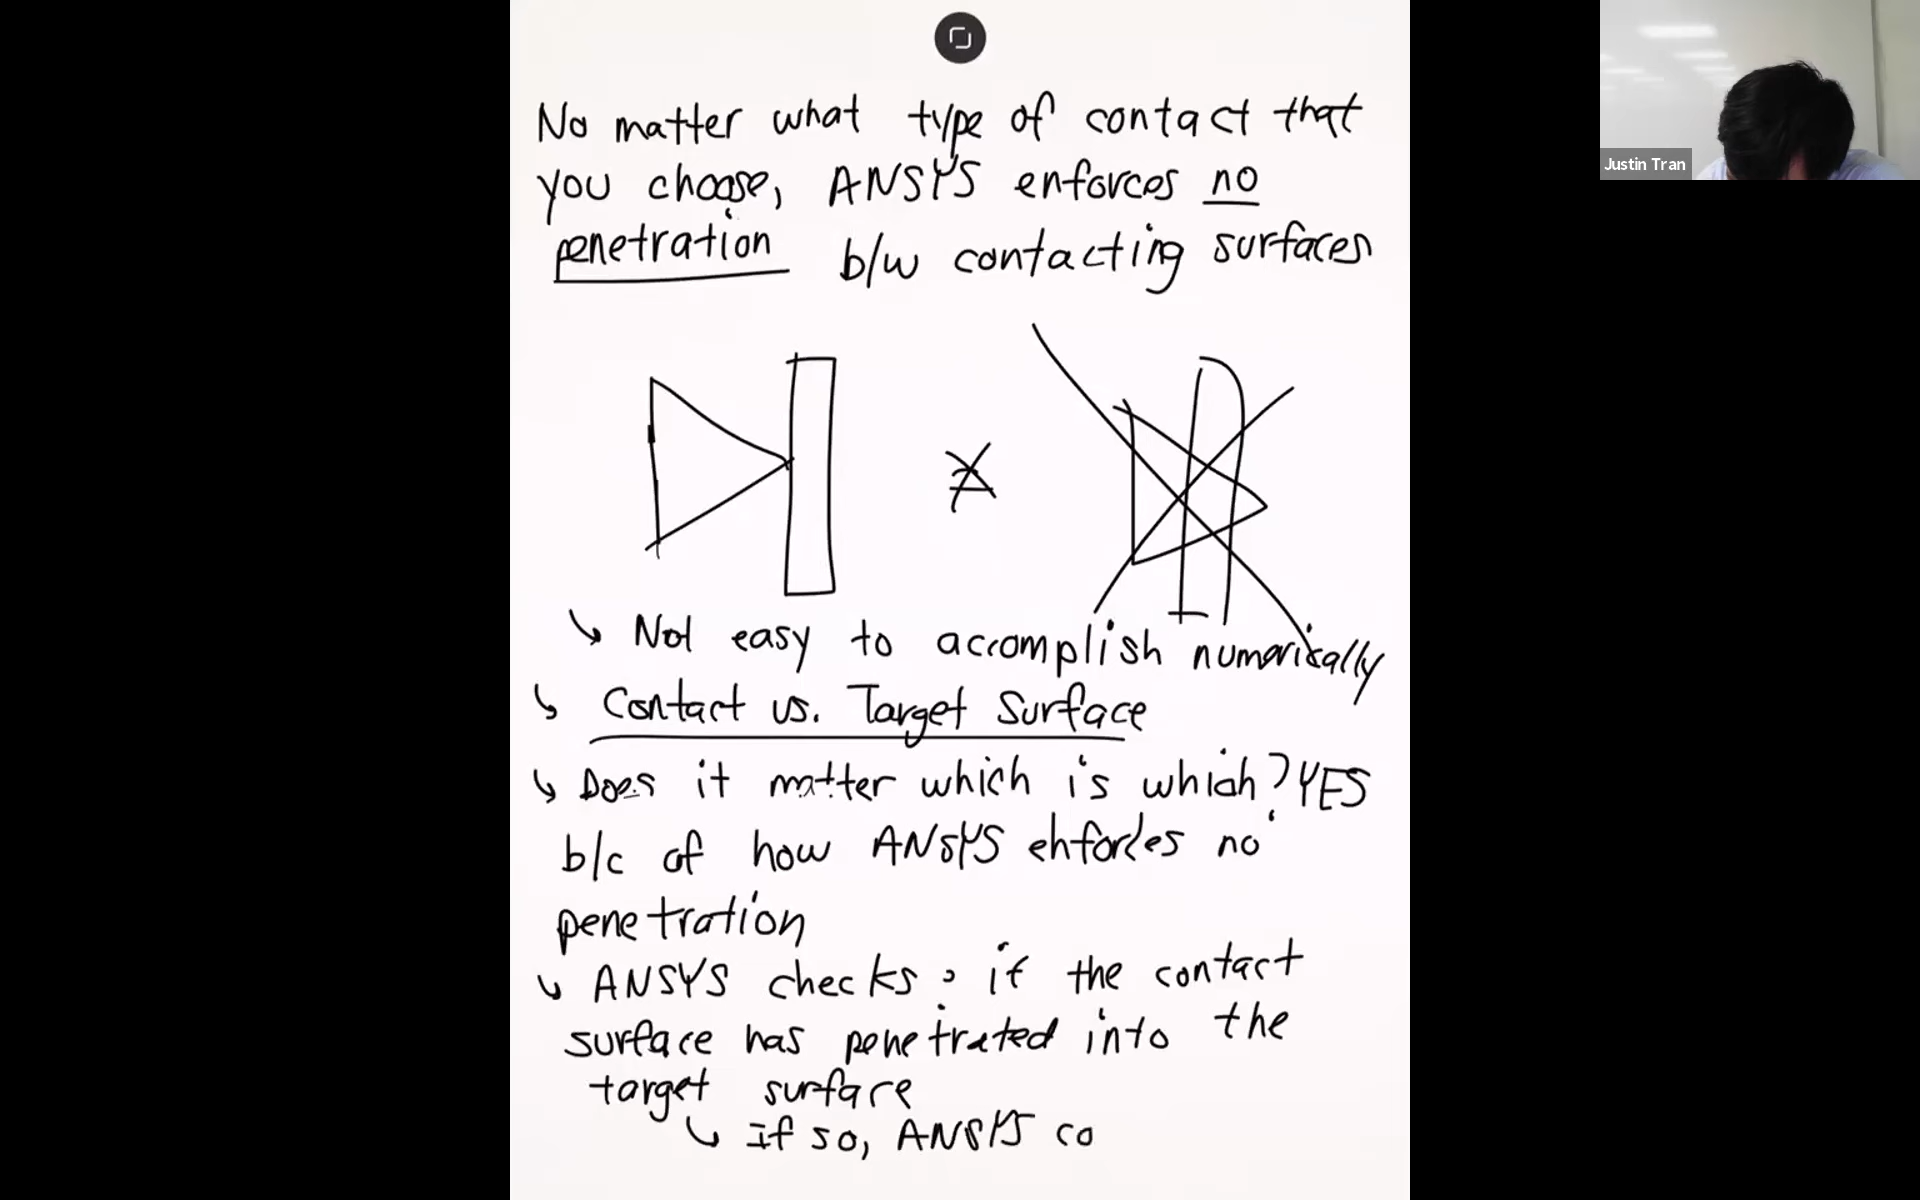 No matter what type of contact that
you choose, ANSYS enforces no
penetration b/w contacting surfaces
Justin Tran
↳ Not easy to accomplish numerically
↳ Contact vs. Target Surface
↳ Does it matter which is which? YES
b/c of how ANSYS enforces no
penetration
↳ ANSYS checks: if the contact
surface has penetrated into the
target surface
↳ If so, ANSYS co